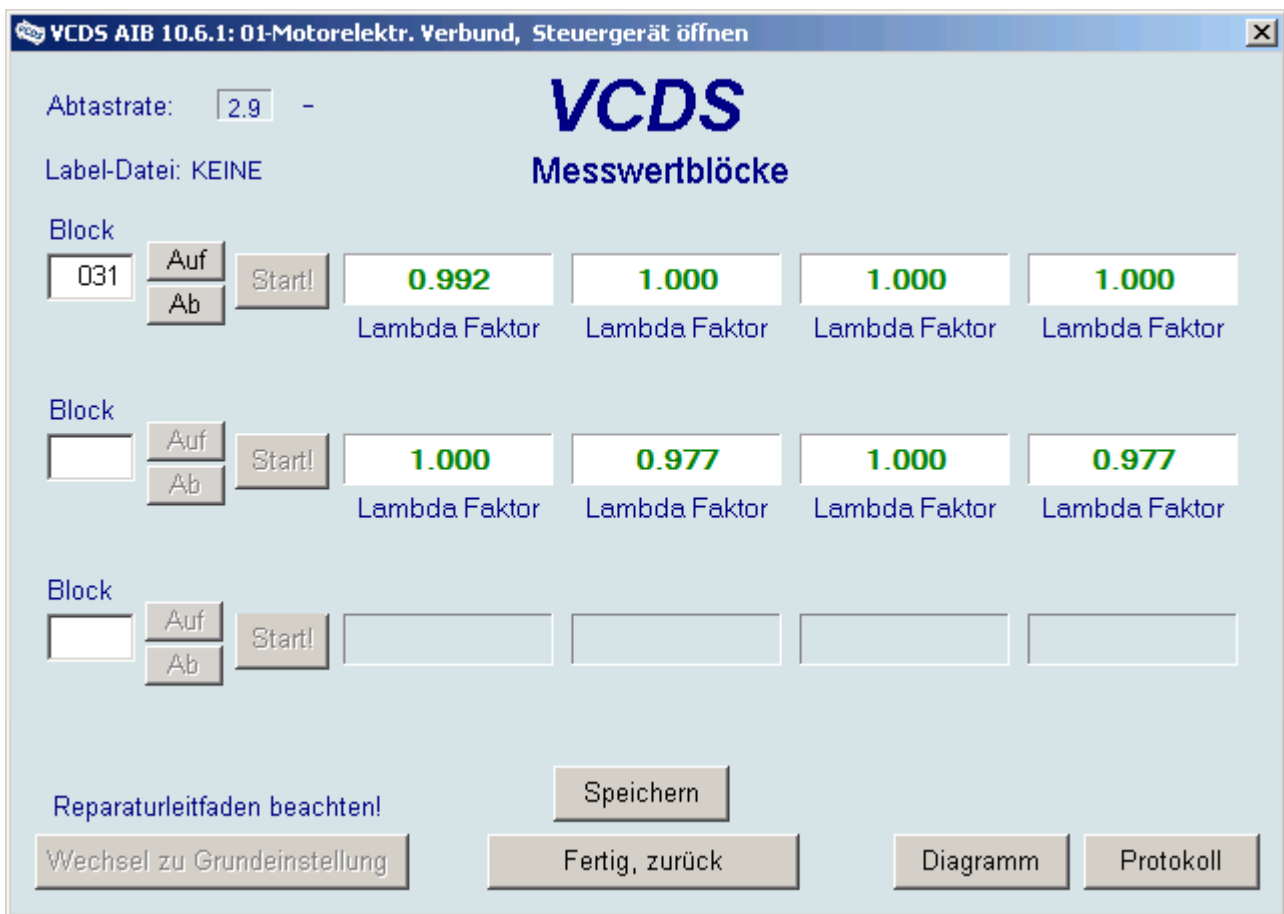 VCDS AIB 10.6.1: 01-Motorelektr. Verbund, Steuergerät öffnen
Abtastrate: 2.9 -
VCDS
Label-Datei: KEINE
Messwertblöcke
Block
031 Auf Ab Start! 0.992 1.000 1.000 1.000
Lambda Faktor Lambda Faktor Lambda Faktor Lambda Faktor
Block
Auf Ab Start! 1.000 0.977 1.000 0.977
Lambda Faktor Lambda Faktor Lambda Faktor Lambda Faktor
Block
Auf Ab Start!
Speichern
Reparaturleitfaden beachten!
Wechsel zu Grundeinstellung Fertig, zurück Diagramm Protokoll